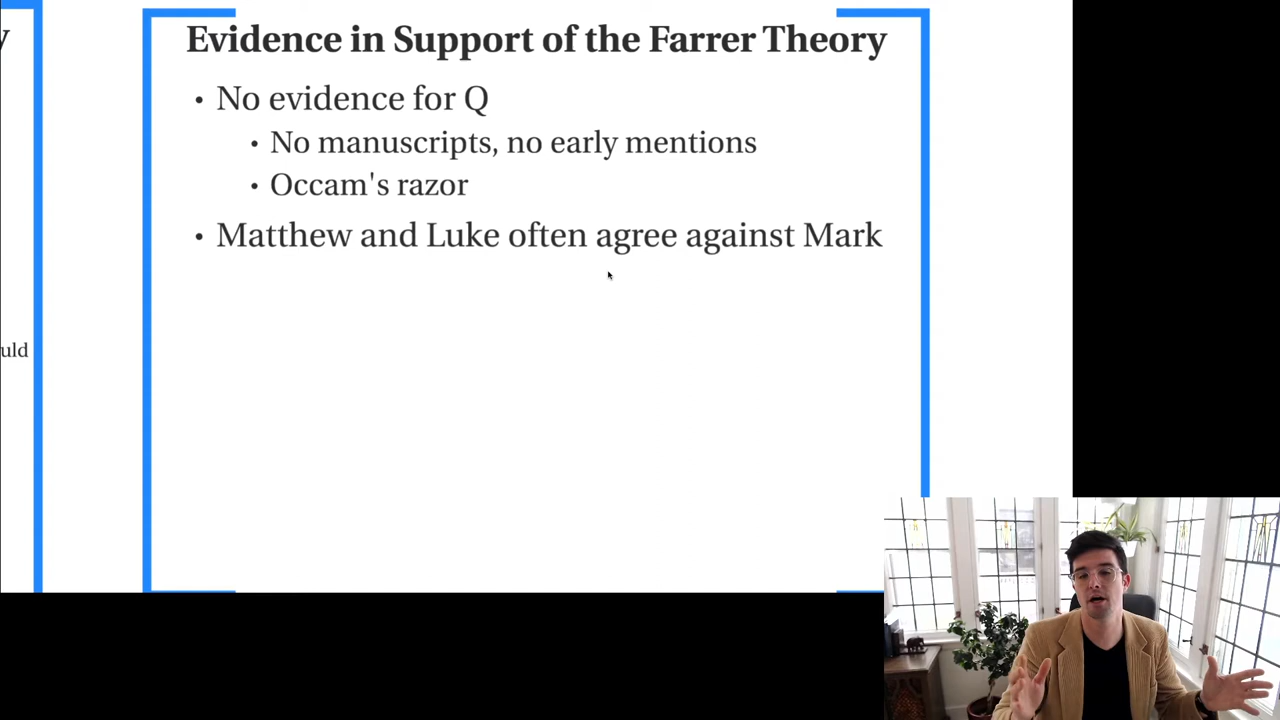 Evidence in Support of the Farrer Theory
• No evidence for Q
• No manuscripts, no early mentions
• Occam's razor
• Matthew and Luke often agree against Mark
y
uld